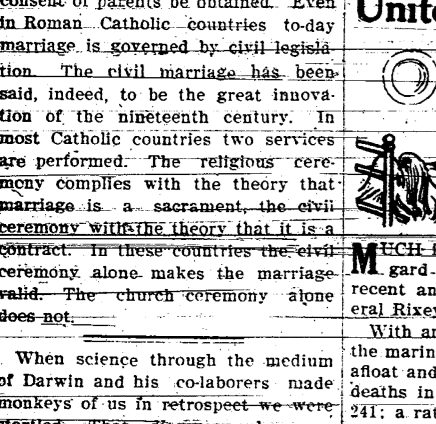 consent of parents be obtained. Even
in Roman Catholic countries to-day
marriage is governed by civil legisla-
tion. The civil marriage has been
said, indeed, to be the great innova-
tion of the nineteenth century. In
most Catholic countries two services
are performed. The religious cere-
mony complies with the theory that
marriage is a sacrament, the civil
ceremony with the theory that it is a
contract. In these countries the civil
ceremony alone makes the marriage
valid. The church ceremony alone
does not.
When science through the medium
of Darwin and his co-laborers made
monkeys of us in retrospect we were
Unite
MUCH
gard-
recent an
eral Rixey
With an
the marin
afloat and
deaths in
241; a rat